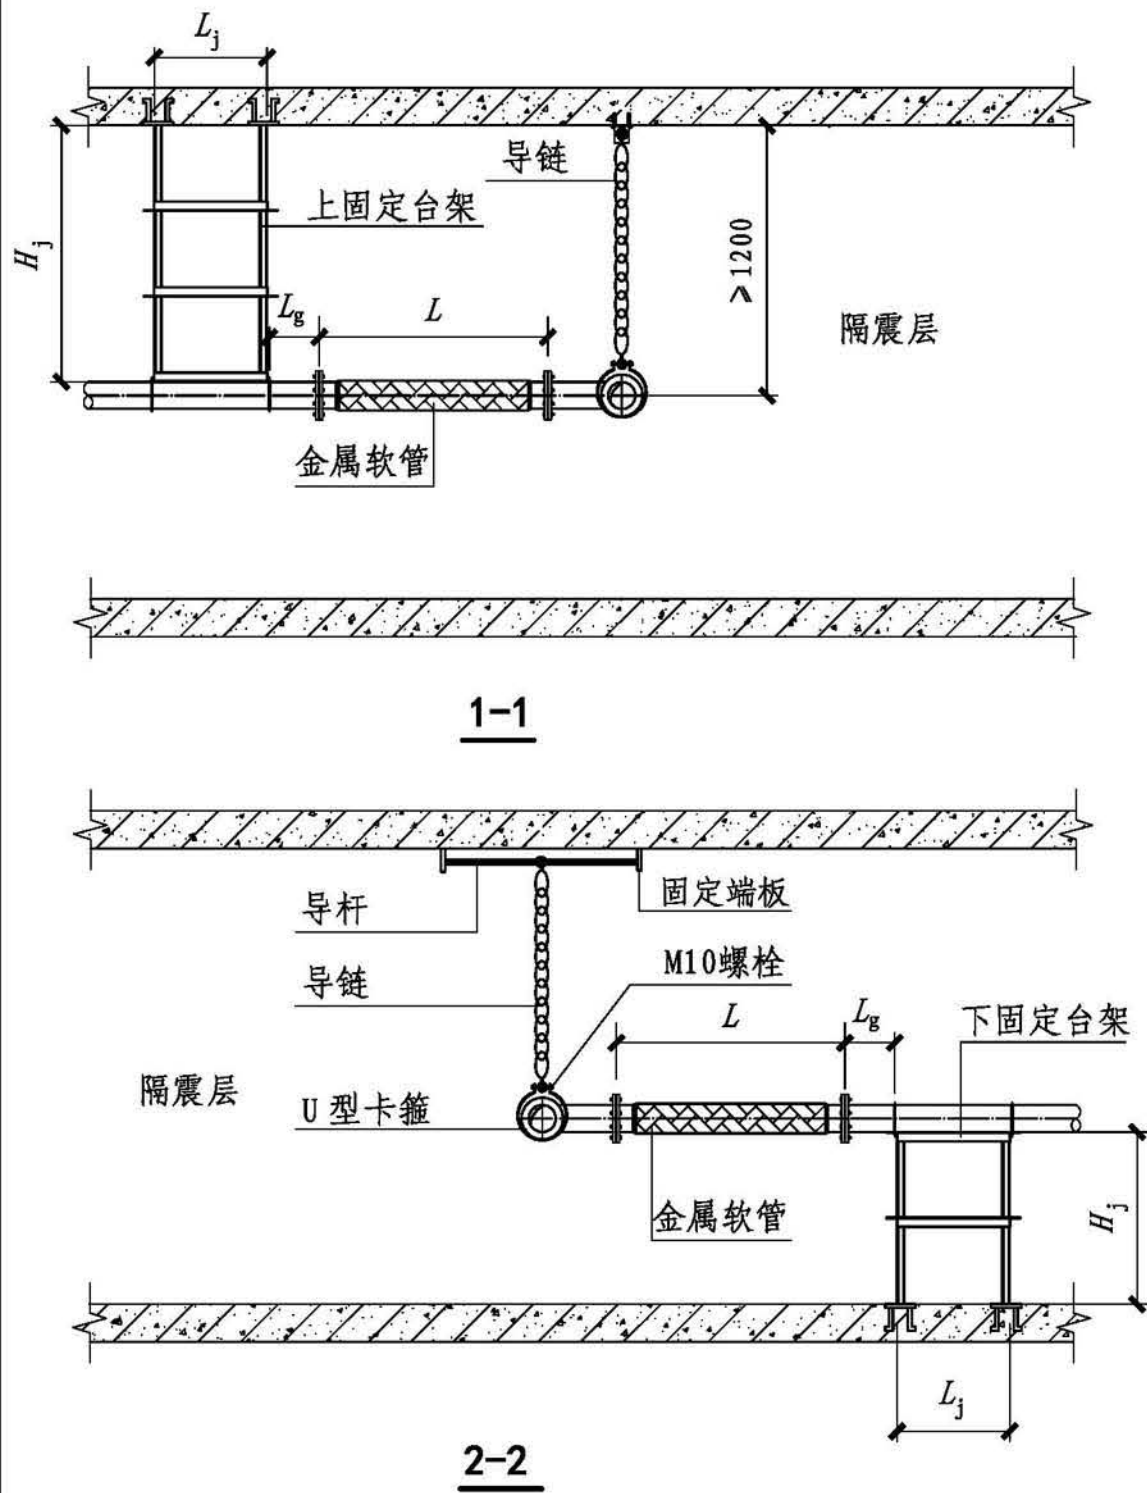 Lj
导链
上固定台架
Hj
≥1200
Lg
L
隔震层
金属软管
1-1
导杆
固定端板
M10螺栓
导链
L
Lg
下固定台架
隔震层
U型卡箍
金属软管
Hj
Lj
2-2